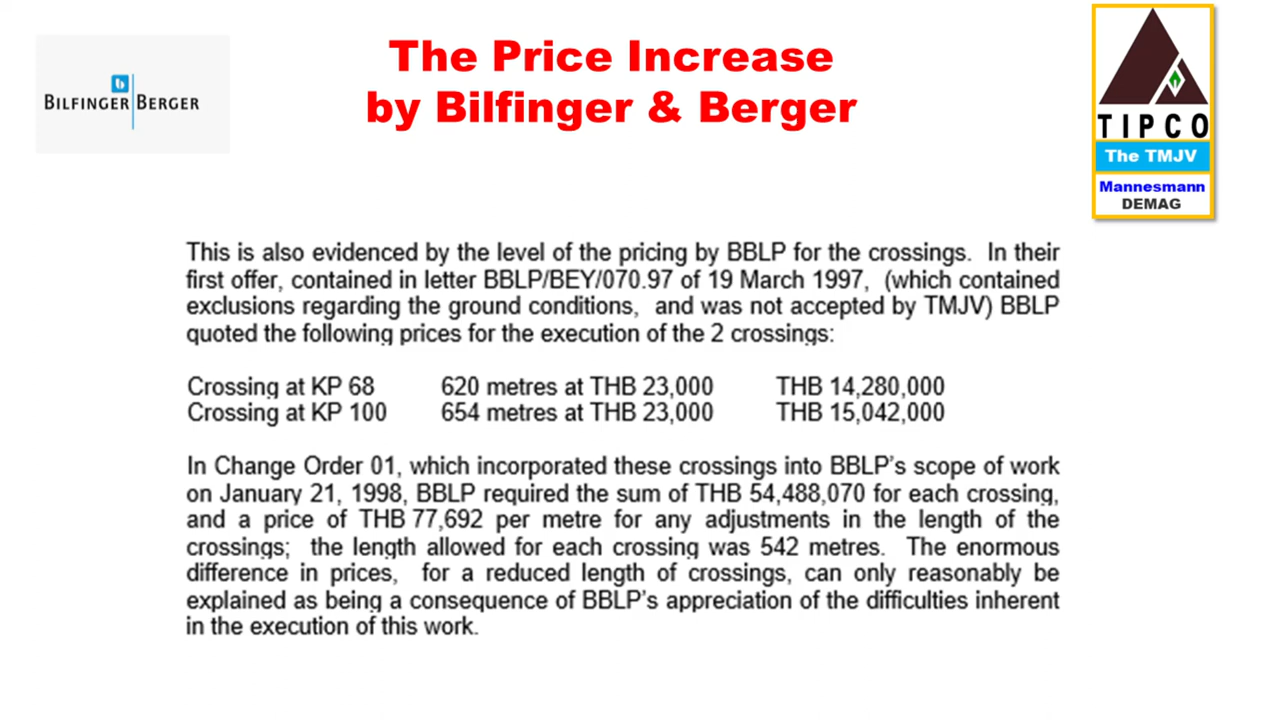 The Price Increase
by Bilfinger & Berger
BILFINGER BERGER
TIPCO
The TMJV
Mannesmann
DEMAG
This is also evidenced by the level of the pricing by BBLP for the crossings. In their
first offer, contained in letter BBLP/BEY/070.97 of 19 March 1997, (which contained
exclusions regarding the ground conditions, and was not accepted by TMJV) BBLP
quoted the following prices for the execution of the 2 crossings:
Crossing at KP 68 620 metres at THB 23,000 THB 14,280,000
Crossing at KP 100 654 metres at THB 23,000 THB 15,042,000
In Change Order 01, which incorporated these crossings into BBLP's scope of work
on January 21, 1998, BBLP required the sum of THB 54,488,070 for each crossing,
and a price of THB 77,692 per metre for any adjustments in the length of the
crossings; the length allowed for each crossing was 542 metres. The enormous
difference in prices, for a reduced length of crossings, can only reasonably be
explained as being a consequence of BBLP's appreciation of the difficulties inherent
in the execution of this work.